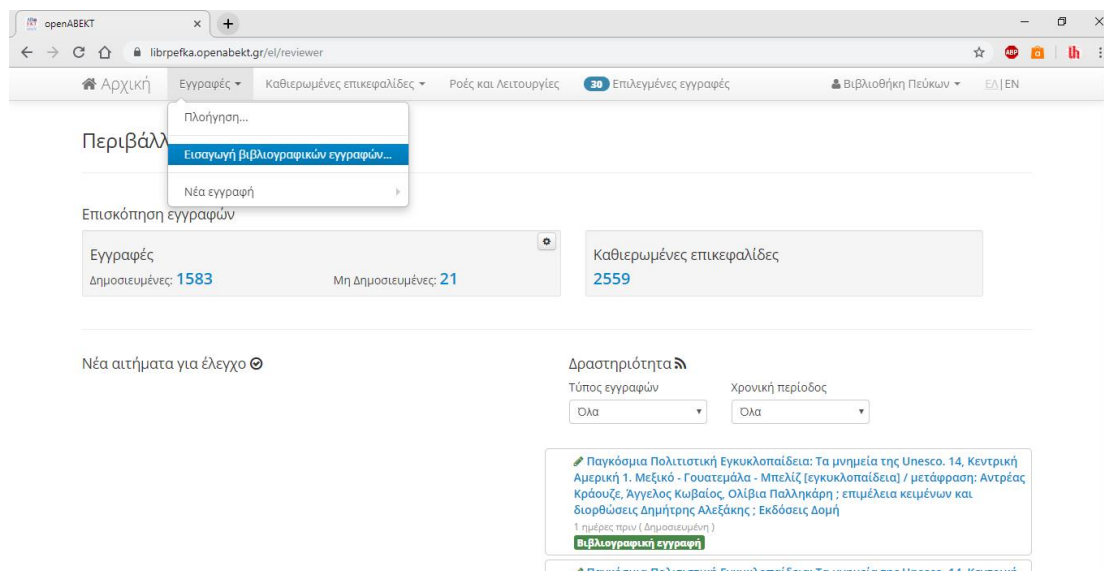 openABEKT
librpefka.openabekt.gr/el/reviewer
Αρχική Εγγραφές Καθιερωμένες επικεφαλίδες Ροές και Λειτουργίες 30 Επιλεγμένες εγγραφές Βιβλιοθήκη Πεύκων ΕΛ|EN
Πλοήγηση...
Εισαγωγή βιβλιογραφικών εγγραφών...
Νέα εγγραφή
Περιβάλλ
Επισκόπηση εγγραφών
Εγγραφές
Δημοσιευμένες: 1583 Μη Δημοσιευμένες: 21
Καθιερωμένες επικεφαλίδες
2559
Νέα αιτήματα για έλεγχο
Δραστηριότητα
Τύπος εγγραφών Χρονική περίοδος
Όλα Όλα
Παγκόσμια Πολιτιστική Εγκυκλοπαίδεια: Τα μνημεία της Unesco. 14, Κεντρική
Αμερική 1. Μεξικό - Γουατεμάλα - Μπελίζ [εγκυκλοπαίδεια] / μετάφραση: Αντρέας
Κράουζε, Άγγελος Κωβαίος, Ολίβια Παλληκάρη ; επιμέλεια κειμένων και
διορθώσεις Δημήτρης Αλεξάκης ; Εκδόσεις Δομή
1 ημέρες πριν ( Δημοσιευμένη )
Βιβλιογραφική εγγραφή